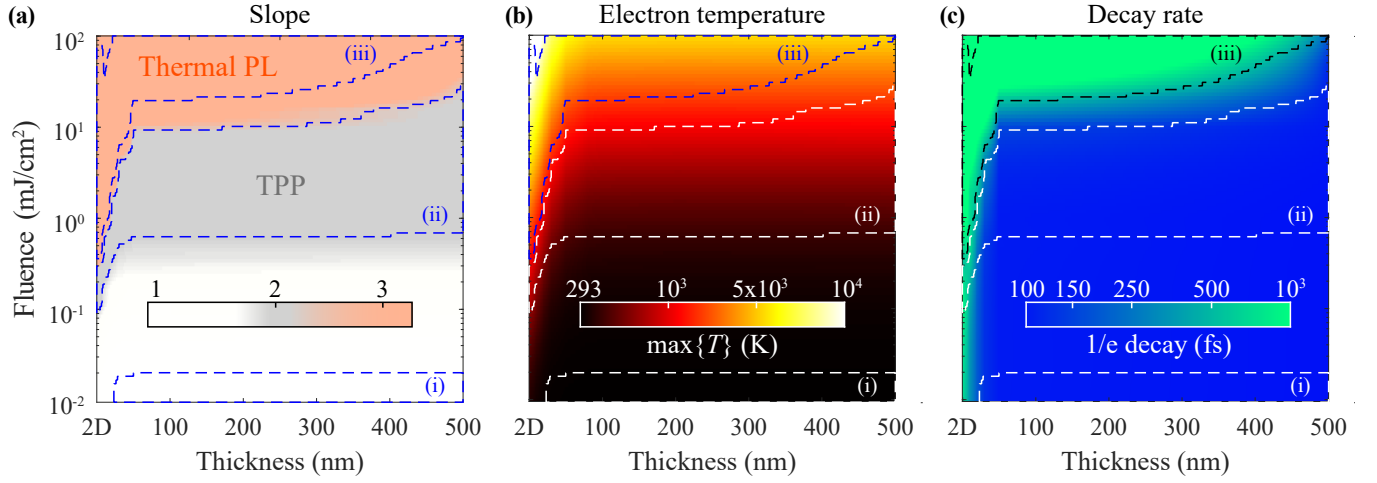 (a) Slope
(b) Electron temperature
(c) Decay rate
Fluence (mJ/cm²)
10²
10¹
10⁰
10⁻¹
10⁻²
Thermal PL
(iii)
TPP
(ii)
1 2 3
(i)
2D 100 200 300 400 500
Thickness (nm)
(iii)
(ii)
293 10³ 5x10³ 10⁴
max{T} (K)
(i)
2D 100 200 300 400 500
Thickness (nm)
(iii)
(ii)
100 150 250 500 10³
1/e decay (fs)
(i)
2D 100 200 300 400 500
Thickness (nm)